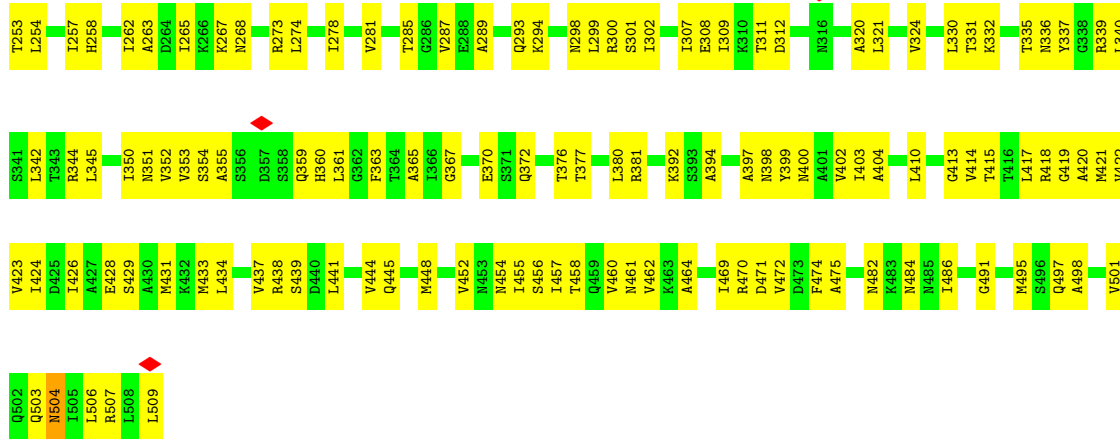 T253 L254 I257 H258 I262 A263 D264 I265 K266 K267 N268 R273 L274 I278 V281 T285 G286 V287 E288 A289 Q293 K294 N298 L299 R300 S301 I302 I307 E308 I309 K310 T311 D312 N316 A320 L321 V324 L330 T331 K332 T335 N336 Y337 G338 R339 L340
S341 L342 T343 R344 L345 I350 N351 V352 V353 S354 A355 S356 D357 S358 Q359 H360 L361 G362 F363 T364 A365 I366 G367 E370 S371 Q372 T376 T377 L380 R381 K392 S393 A394 A397 N398 Y399 N400 A401 V402 I403 A404 L410 G413 V414 T415 T416 L417 R418 G419 A420 M421 V422
V423 I424 D425 I426 A427 E428 S429 A430 M431 K432 M433 L434 V437 R438 S439 D440 L441 V444 Q445 M448 V452 N453 N454 I455 S456 I457 T458 Q459 V460 N461 V462 K463 A464 I469 R470 D471 V472 D473 F474 A475 N482 K483 N484 N485 I486 G491 M495 S496 Q497 A498 V501
Q502 Q503 N504 I505 L506 R507 L508 L509